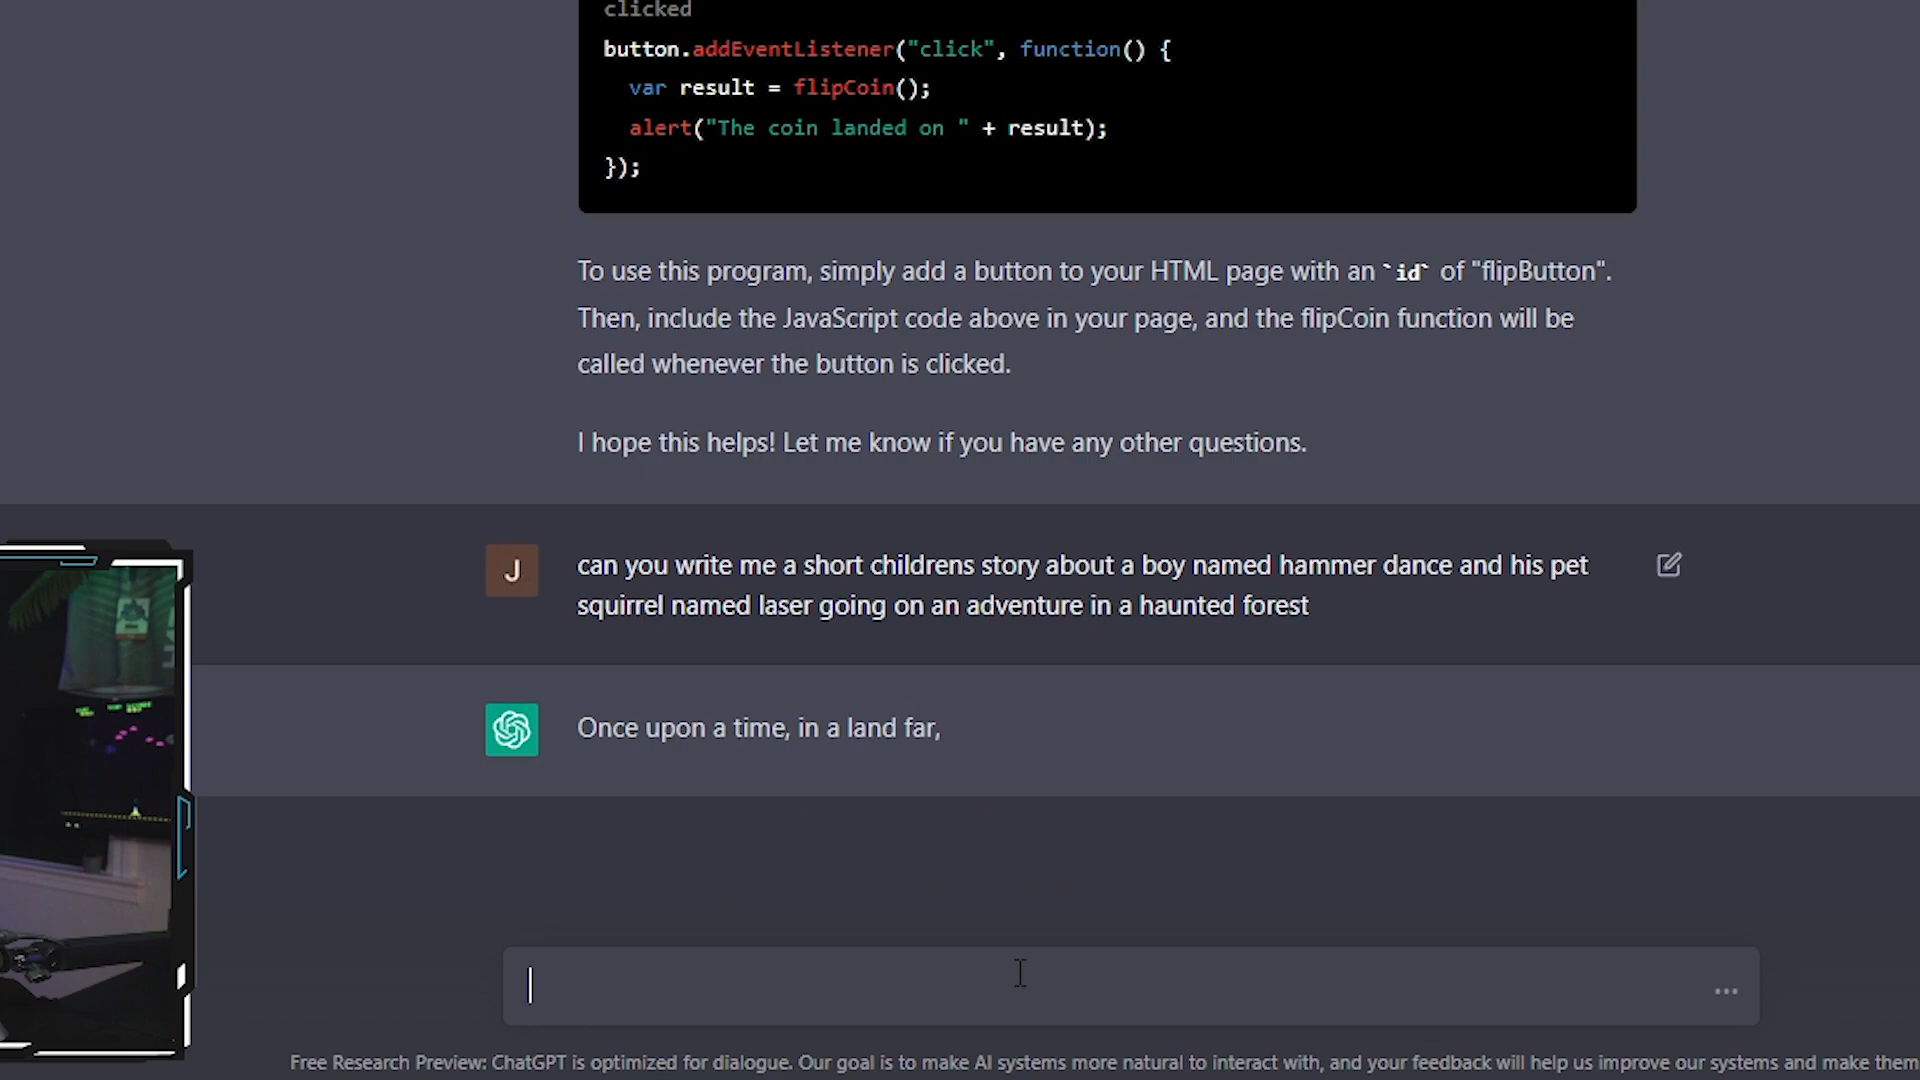 clicked
button.addEventListener("click", function() {
var result = flipCoin();
alert("The coin landed on " + result);
});
To use this program, simply add a button to your HTML page with an `id` of "flipButton".
Then, include the JavaScript code above in your page, and the flipCoin function will be
called whenever the button is clicked.
I hope this helps! Let me know if you have any other questions.
J
can you write me a short childrens story about a boy named hammer dance and his pet
squirrel named laser going on an adventure in a haunted forest
Once upon a time, in a land far,
Free Research Preview: ChatGPT is optimized for dialogue. Our goal is to make AI systems more natural to interact with, and your feedback will help us improve our systems and make them